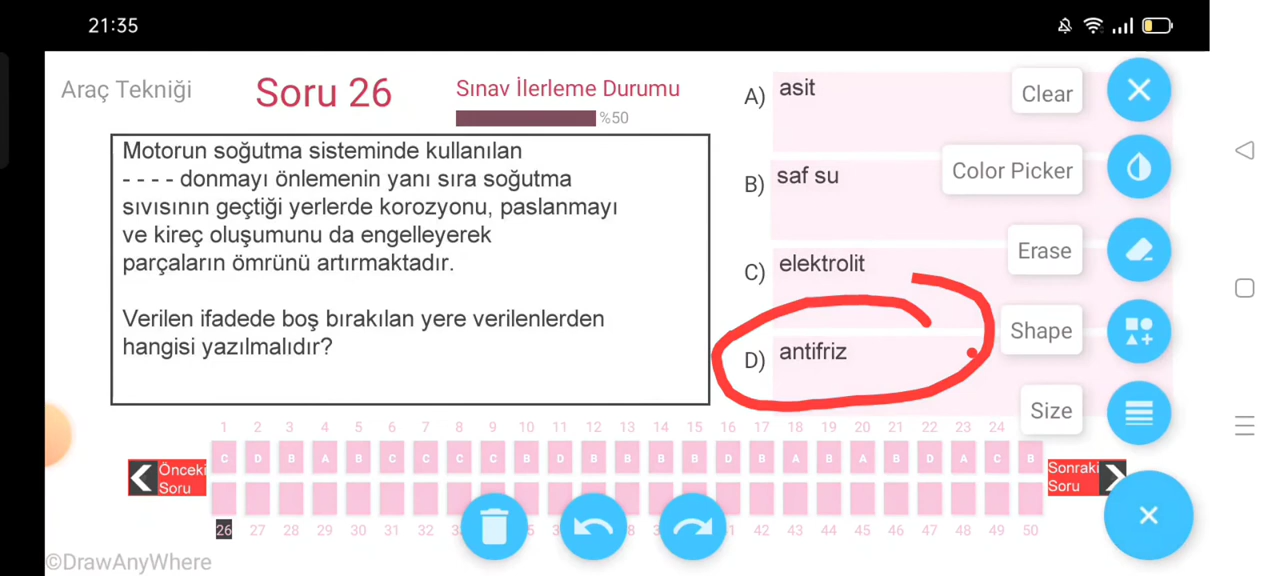 21:35
Araç Tekniği
Soru 26
Sınav İlerleme Durumu
%50
Motorun soğutma sisteminde kullanılan
- - - - donmayı önlemenin yanı sıra soğutma
sıvısının geçtiği yerlerde korozyonu, paslanmayı
ve kireç oluşumunu da engelleyerek
parçaların ömrünü artırmaktadır.
Verilen ifadede boş bırakılan yere verilenlerden
hangisi yazılmalıdır?
A) asit
B) saf su
C) elektrolit
D) antifriz
Clear
Color Picker
Erase
Shape
Size
1 2 3 4 5 6 7 8 9 10 11 12 13 14 15 16 17 18 19 20 21 22 23 24
C D B A B C C C C B D B B B B D B A B A B D A C B
Önceki
Soru
Sonraki
Soru
26 27 28 29 30 31 32 42 43 44 45 46 47 48 49 50
©DrawAnyWhere